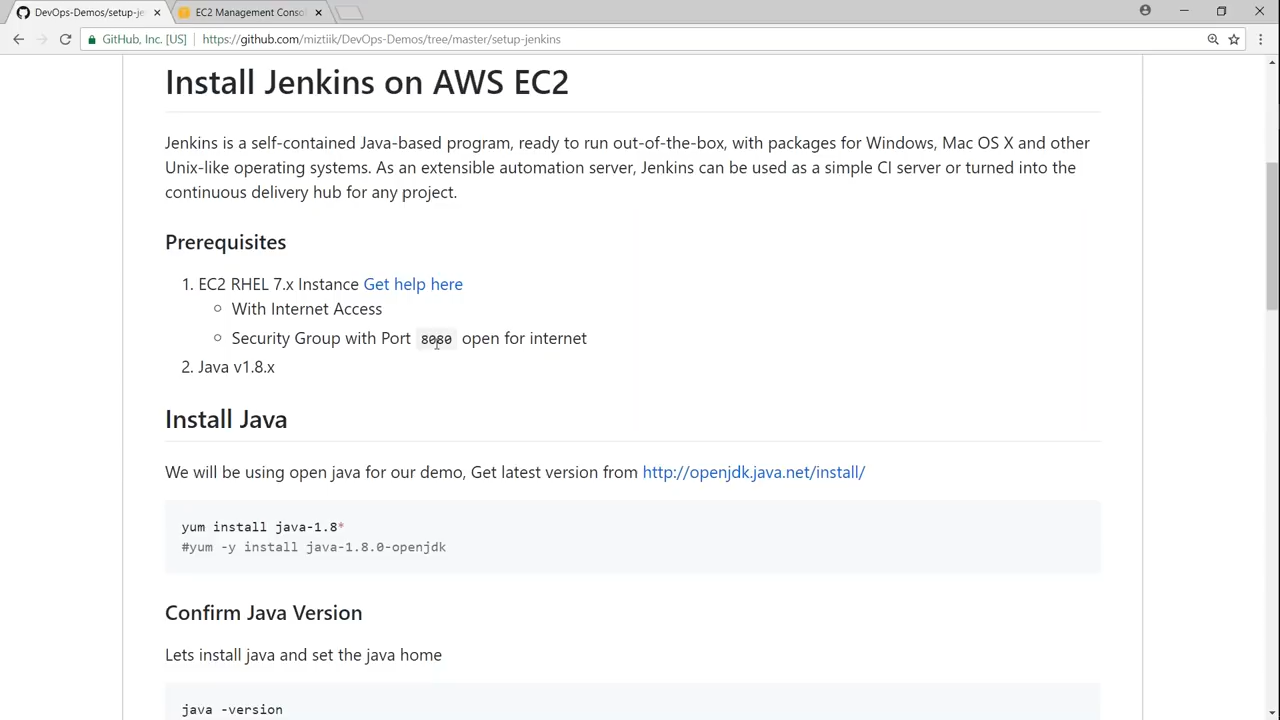 DevOps-Demos/setup-je
EC2 Management Conso
GitHub, Inc. [US]
https://github.com/miztiik/DevOps-Demos/tree/master/setup-jenkins
Install Jenkins on AWS EC2
Jenkins is a self-contained Java-based program, ready to run out-of-the-box, with packages for Windows, Mac OS X and other
Unix-like operating systems. As an extensible automation server, Jenkins can be used as a simple CI server or turned into the
continuous delivery hub for any project.
Prerequisites
1. EC2 RHEL 7.x Instance Get help here
With Internet Access
Security Group with Port 8080 open for internet
2. Java v1.8.x
Install Java
We will be using open java for our demo, Get latest version from http://openjdk.java.net/install/
yum install java-1.8*
#yum -y install java-1.8.0-openjdk
Confirm Java Version
Lets install java and set the java home
java -version